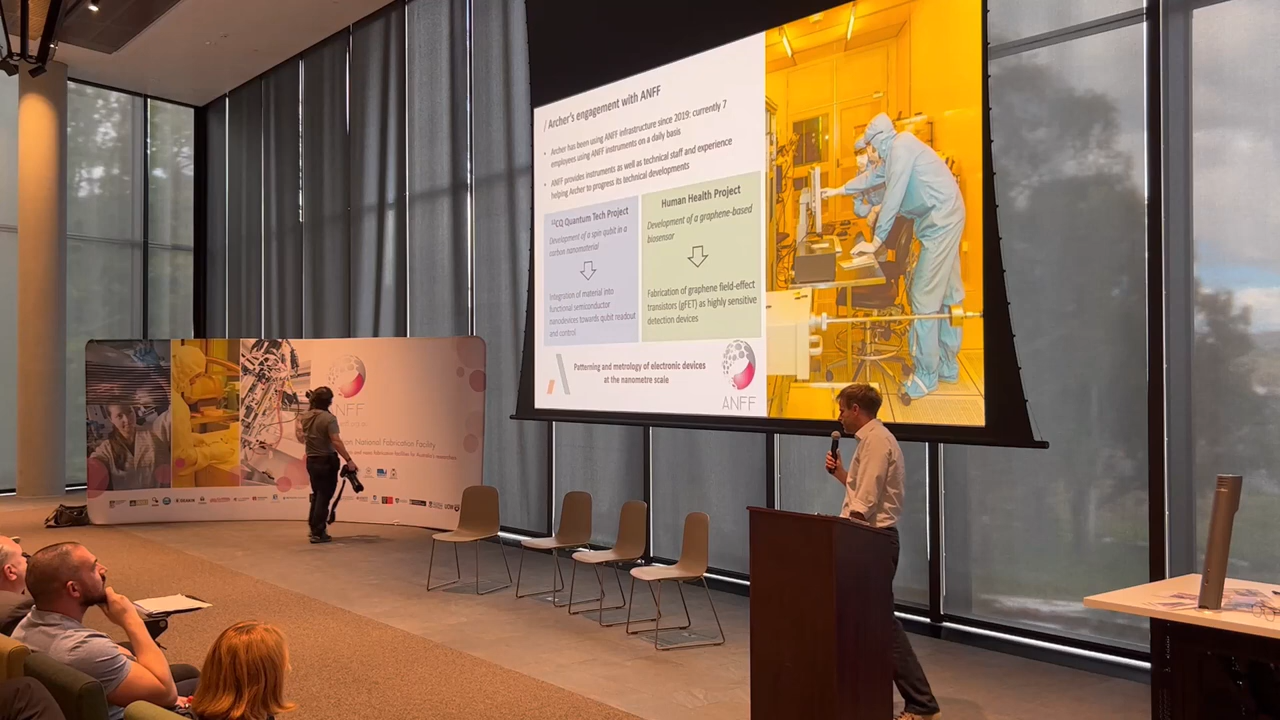 / Archer's engagement with ANFF
• Archer has been using ANFF infrastructure since 2019: currently 7
employees using ANFF instruments on a daily basis
• ANFF provides instruments as well as technical staff and experience
helping Archer to progress its technical developments
¹²CQ Quantum Tech Project
Development of a spin qubit in a
carbon nanomaterial
Integration of material into
functional semiconductor
nanodevices towards qubit readout
and control
Human Health Project
Development of a graphene-based
biosensor
Fabrication of graphene field-effect
transistors (gFET) as highly sensitive
detection devices
Patterning and metrology of electronic devices
at the nanometre scale
ANFF
NFF
National Fabrication Facility